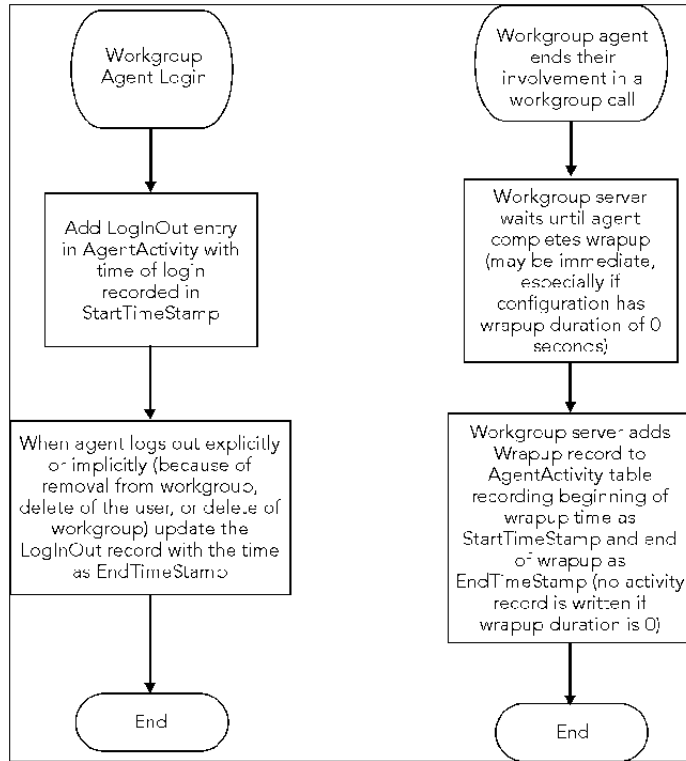 Workgroup
Agent Login
Add LogInOut entry
in AgentActivity with
time of login
recorded in
StartTimeStamp
When agent logs out explicitly
or implicitly (because of
removal from workgroup,
delete of the user, or delete of
workgroup) update the
LogInOut record with the time
as EndTimeStamp
End
Workgroup agent
ends their
involvement in a
workgroup call
Workgroup server
waits until agent
completes wrapup
(may be immediate,
especially if
configuration has
wrapup duration of 0
seconds)
Workgroup server adds
Wrapup record to
AgentActivity table
recording beginning of
wrapup time as
StartTimeStamp and end
of wrapup as
EndTimeStamp (no activity
record is written if
wrapup duration is 0)
End